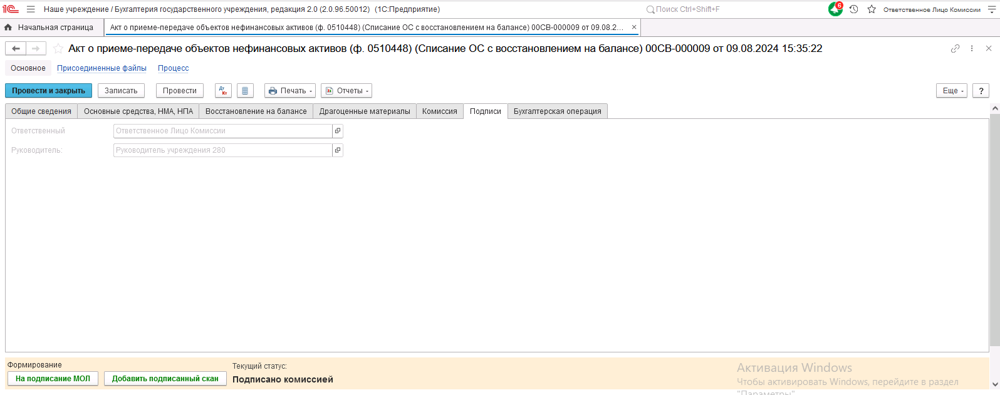 1С Наше учреждение / Бухгалтерия государственного учреждения, редакция 2.0 (2.0.96.50012) (1С:Предприятие) Поиск Ctrl+Shift+F 6 Ответственное Лицо Комиссии
Начальная страница Акт о приеме-передаче объектов нефинансовых активов (ф. 0510448) (Списание ОС с восстановлением на балансе) 00СВ-000009 от 09.08.2... ×
Акт о приеме-передаче объектов нефинансовых активов (ф. 0510448) (Списание ОС с восстановлением на балансе) 00СВ-000009 от 09.08.2024 15:35:22
Основное Присоединенные файлы Процесс
Провести и закрыть Записать Провести Дт Кт Печать Отчеты Еще ?
Общие сведения Основные средства, НМА, НПА Восстановление на балансе Драгоценные материалы Комиссия Подписи Бухгалтерская операция
Ответственный Ответственное Лицо Комиссии
Руководитель: Руководитель учреждения 280
Формирование Текущий статус:
На подписание МОЛ Добавить подписанный скан Подписано комиссией
Активация Windows
Чтобы активировать Windows, перейдите в раздел
"Параметры"